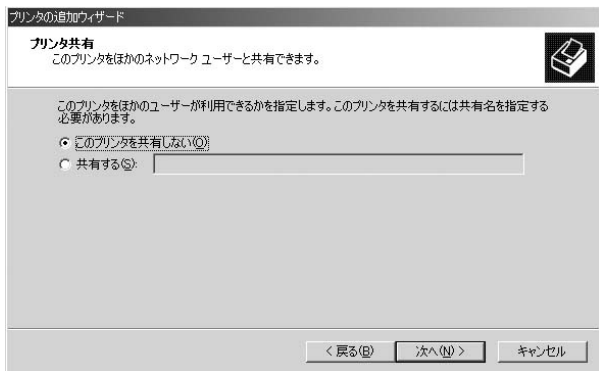 プリンタの追加ウィザード
プリンタ共有
このプリンタをほかのネットワーク ユーザーと共有できます。
このプリンタをほかのユーザーが利用できるかを指定します。このプリンタを共有するには共有名を指定する
必要があります。
このプリンタを共有しない(O)
共有する(S):
< 戻る(B) 次へ(N) > キャンセル